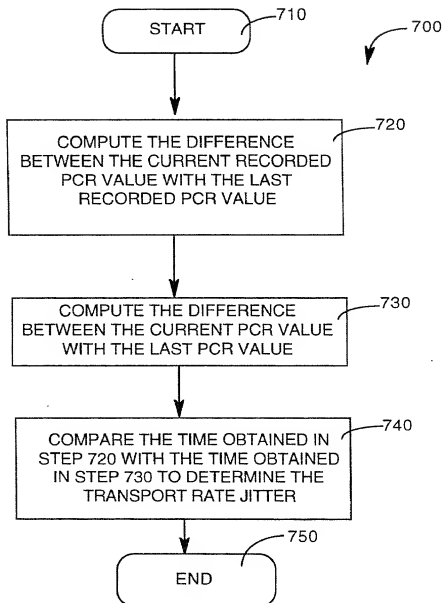 START
710
700
720
COMPUTE THE DIFFERENCE
BETWEEN THE CURRENT RECORDED
PCR VALUE WITH THE LAST
RECORDED PCR VALUE
730
COMPUTE THE DIFFERENCE
BETWEEN THE CURRENT PCR VALUE
WITH THE LAST PCR VALUE
740
COMPARE THE TIME OBTAINED IN
STEP 720 WITH THE TIME OBTAINED
IN STEP 730 TO DETERMINE THE
TRANSPORT RATE JITTER
750
END